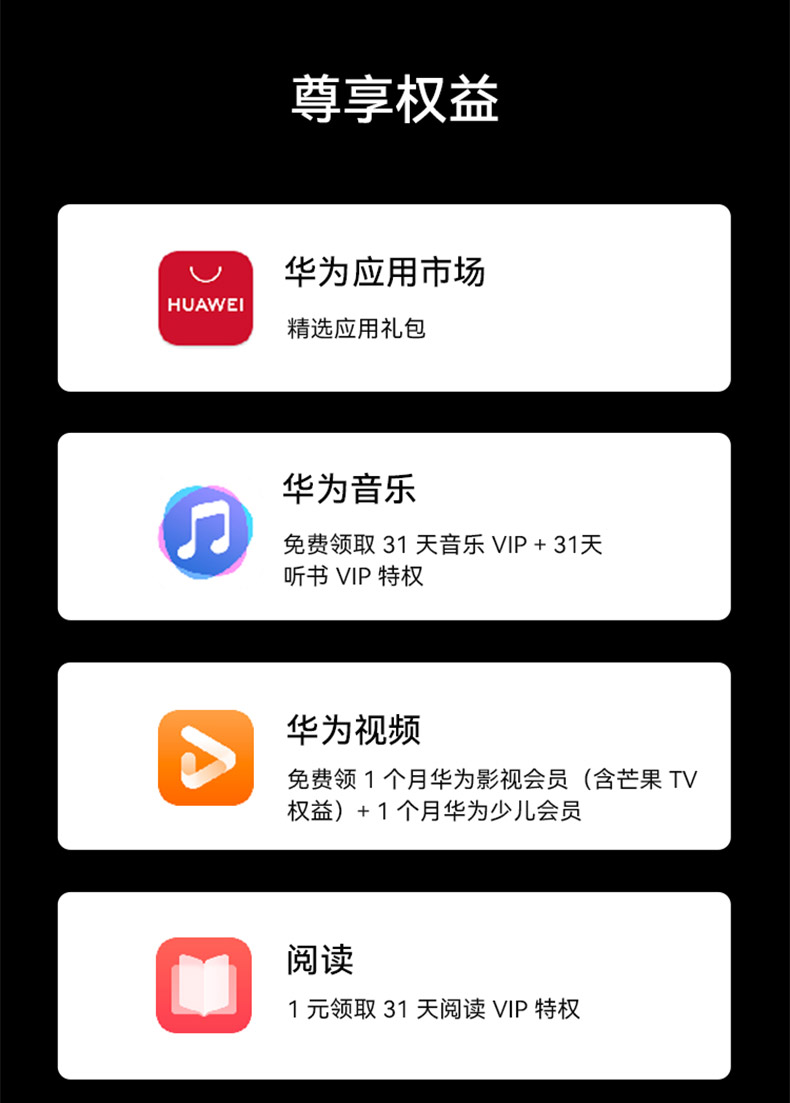 尊享权益
华为应用市场
HUAWEI
精选应用礼包
华为音乐
免费领取 31 天音乐 VIP + 31天
听书 VIP 特权
华为视频
免费领 1 个月华为影视会员（含芒果 TV
权益）+ 1 个月华为少儿会员
阅读
1 元领取 31 天阅读 VIP 特权